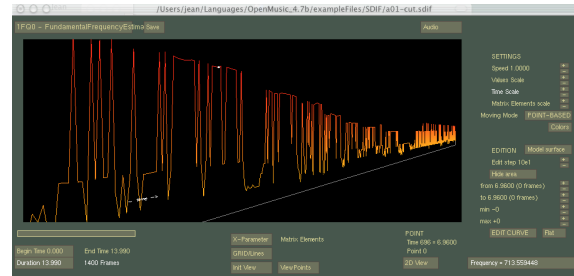 /Users/jean/Languages/OpenMusic_4.7b/exampleFiles/SDIF/a01-cut.sdif
1FQ0 - FundamentalFrequencyEstima Save Audio
SETTINGS
Speed 1.0000
Values Scale
Time Scale
Matrix Elements scale
Moving Mode POINT-BASED
Colors
EDITION Model surface
Edit step 10e1
Hide area
from 6.9600 (0 frames)
to 6.9600 (0 frames)
min -0
max +0
EDIT CURVE Flat
Begin Time 0.000 End Time 13.990
Duration 13.990 1400 Frames
X-Parameter Matrix Elements
GRID/Lines
Init View View Points
POINT
Time 696 = 6.9600
Point 0
2D View Frequency = 713.559448